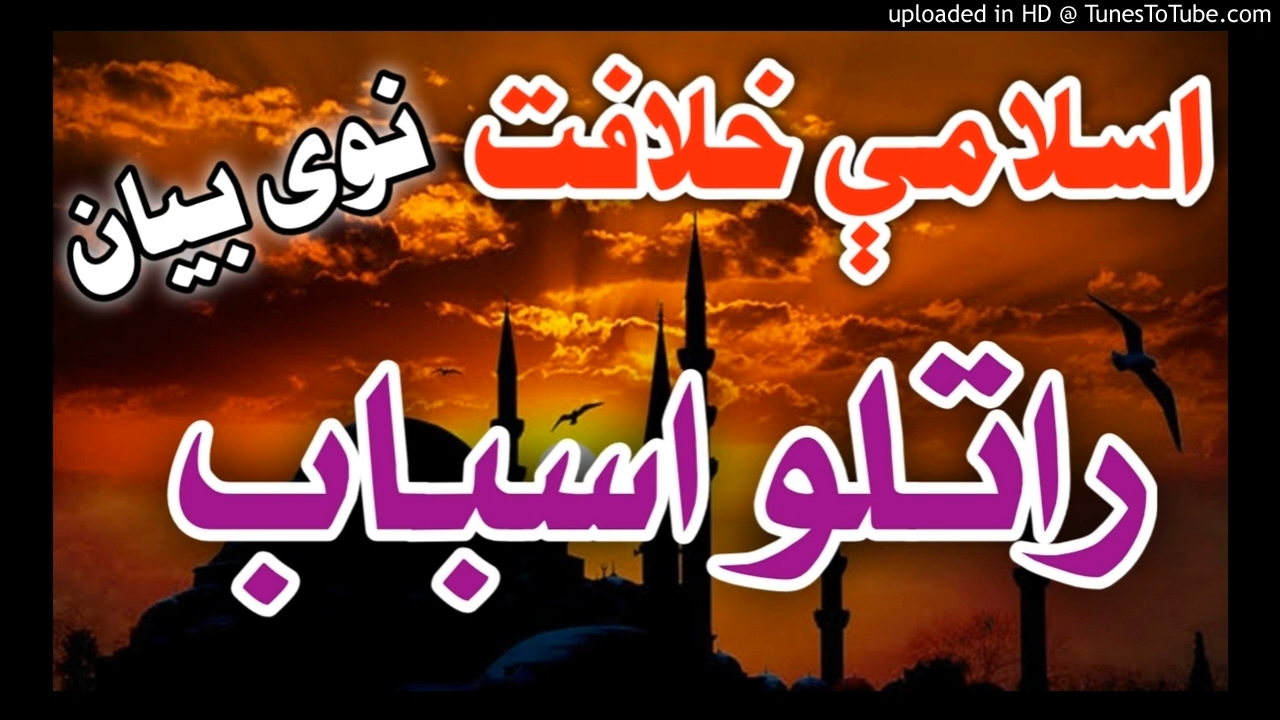 uploaded in HD @ TunesToTube.com
اسلامي خلافت
نوی بیان
راتلو اسباب